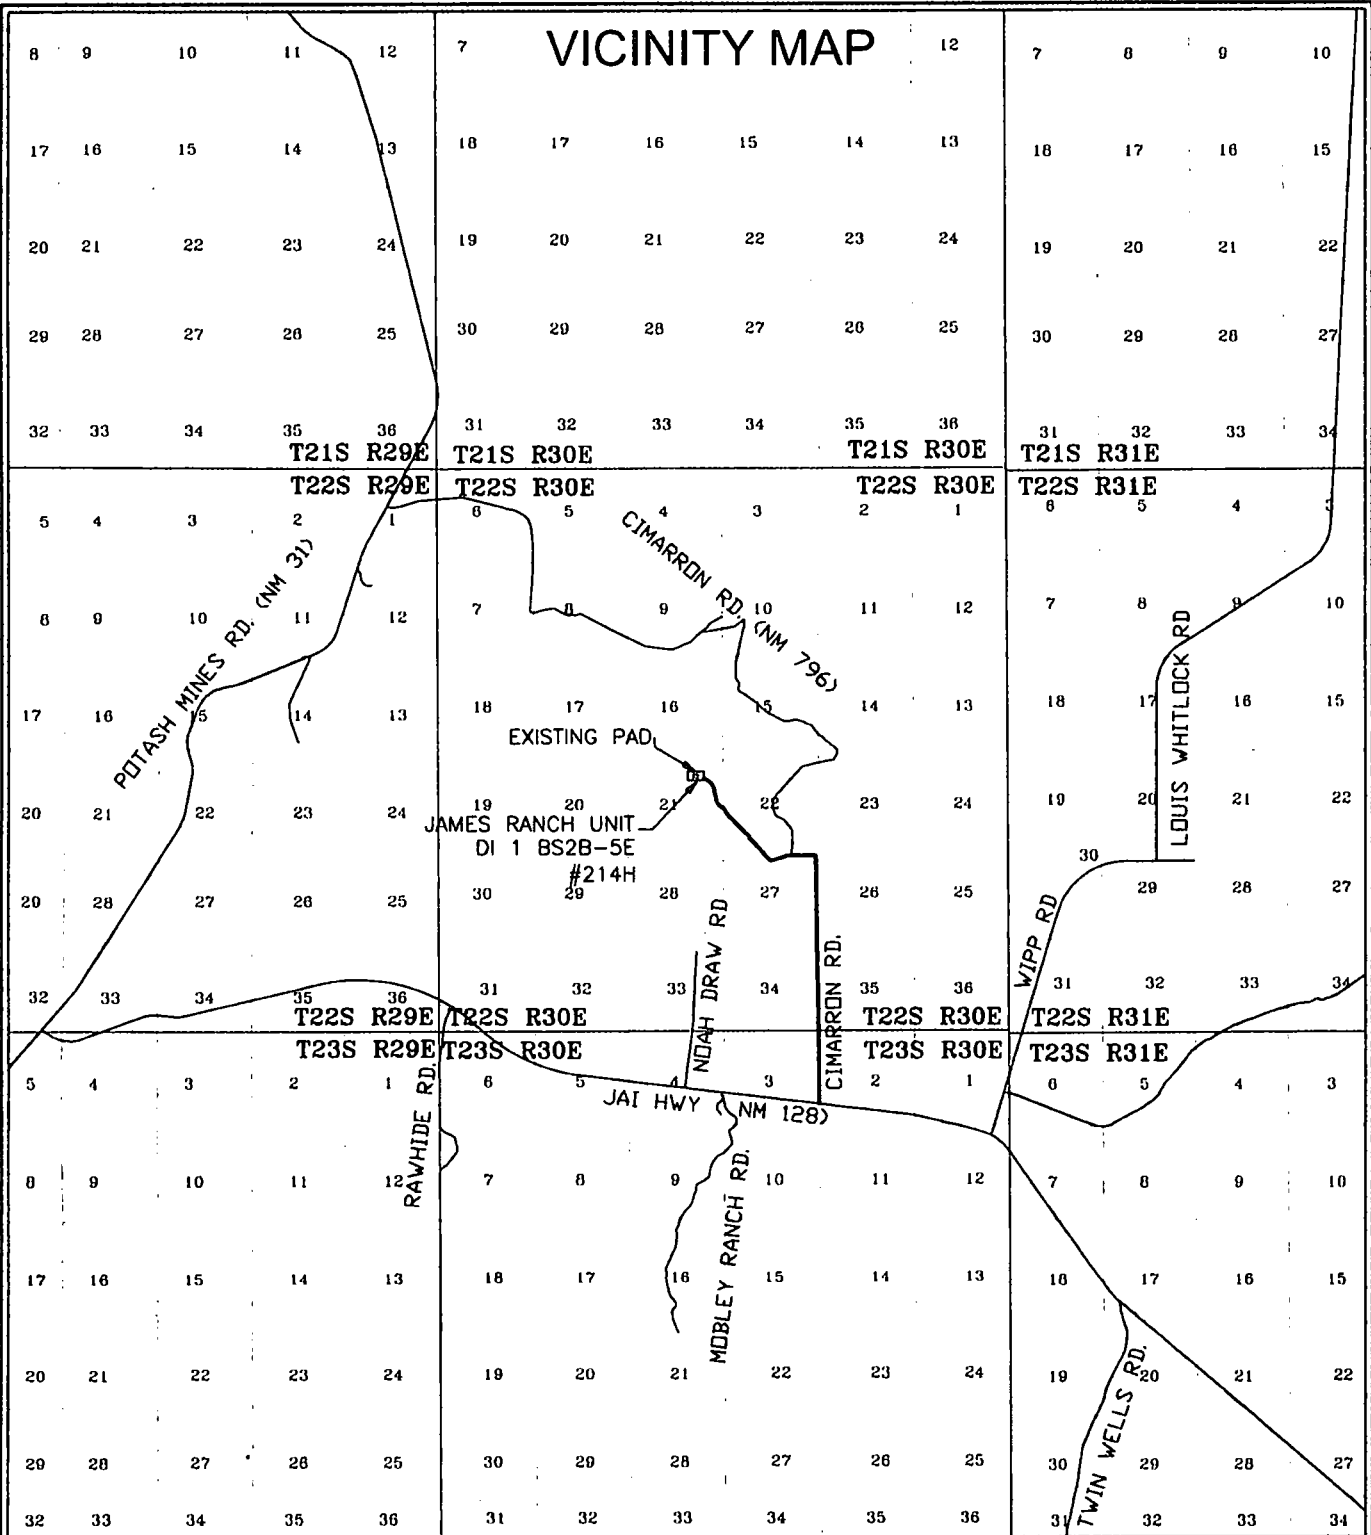 VICINITY MAP
8 9 10 11 12 7 12 7 8 9 10
17 16 15 14 13 18 17 16 15 14 13 18 17 16 15
20 21 22 23 24 19 20 21 22 23 24 19 20 21 22
29 28 27 26 25 30 29 28 27 26 25 30 29 28 27
32 33 34 35 36 31 32 33 34 35 36 31 32 33 34
T21S R29E T21S R30E T21S R30E T21S R31E
T22S R29E T22S R30E T22S R30E T22S R31E
5 4 3 2 1 6 5 4 3 2 1 6 5 4 3
CIMARRON RD. (NM 796)
POTASH MINES RD. (NM 31)
8 9 10 11 12 7 8 9 10 11 12 7 8 9 10
LOUIS WHITLOCK RD
17 16 15 14 13 18 17 16 15 14 13 18 17 16 15
EXISTING PAD
20 21 22 23 24 19 20 21 22 23 24 19 20 21 22
JAMES RANCH UNIT
DI 1 BS2B-5E
#214H
30
29 28 27 26 25 30 29 28 27 26 25 29 28 27
NOAH DRAW RD
CIMARRON RD.
WIPP RD
32 33 34 35 36 31 32 33 34 35 36 31 32 33 34
T22S R29E T22S R30E T22S R30E T22S R31E
T23S R29E T23S R30E T23S R30E T23S R31E
5 4 3 2 1 6 5 4 3 2 1 6 5 4 3
JAI HWY (NM 128)
RAWHIDE RD.
MOBLEY RANCH RD.
8 9 10 11 12 7 8 9 10 11 12 7 8 9 10
17 16 15 14 13 18 17 16 15 14 13 18 17 16 15
20 21 22 23 24 19 20 21 22 23 24 19 20 21 22
TWIN WELLS RD.
29 28 27 26 25 30 29 28 27 26 25 30 29 28 27
32 33 34 35 36 31 32 33 34 35 36 31 32 33 34